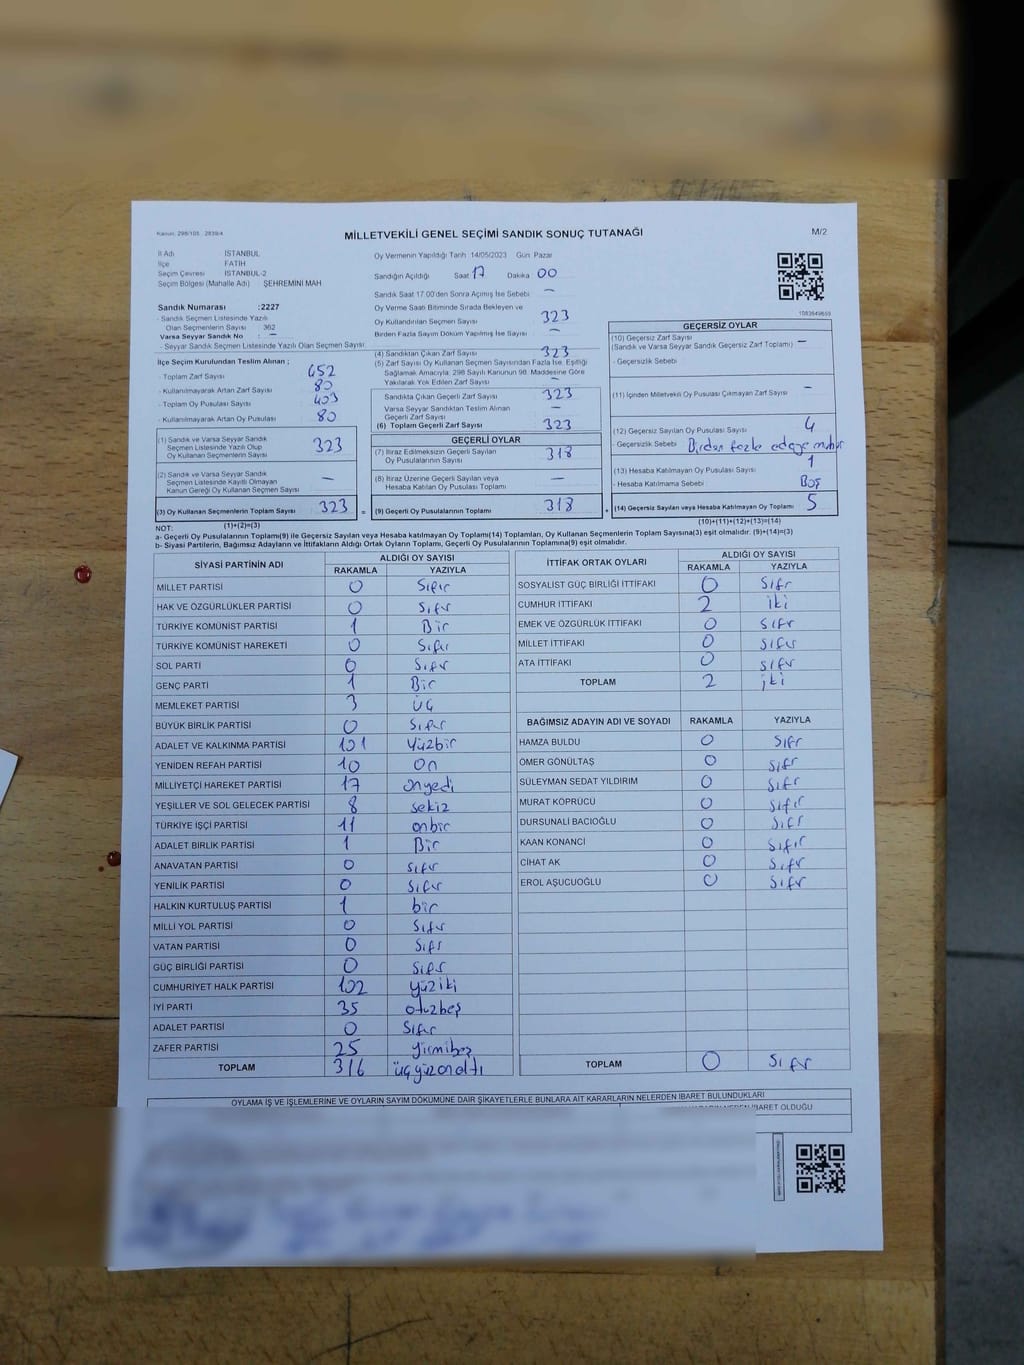 Kanun: 298/105 2839/4
MİLLETVEKİLİ GENEL SEÇİMİ SANDIK SONUÇ TUTANAĞI
M/2
İl Adı İSTANBUL
İlçe FATİH
Seçim Çevresi İSTANBUL-2
Seçim Bölgesi (Mahalle Adı) ŞEHREMİNİ MAH
Sandık Numarası :2227
- Sandık Seçmen Listesinde Yazılı
Olan Seçmenlerin Sayısı : 362
Varsa Seyyar Sandık No : –
- Seyyar Sandık Seçmen Listesinde Yazılı Olan Seçmen Sayısı
İlçe Seçim Kurulundan Teslim Alınan ;
- Toplam Zarf Sayısı 652
- Kullanılmayarak Artan Zarf Sayısı 80
- Toplam Oy Pusulası Sayısı 403
- Kullanılmayarak Artan Oy Pusulası 80
(1) Sandık ve Varsa Seyyar Sandık
Seçmen Listesinde Yazılı Olup
Oy Kullanan Seçmenlerin Sayısı 323
(2) Sandık ve Varsa Seyyar Sandık
Seçmen Listesinde Kayıtlı Olmayan
Kanun Gereği Oy Kullanan Seçmen Sayısı –
(3) Oy Kullanan Seçmenlerin Toplam Sayısı 323 =
(1)+(2)=(3)
Oy Vermenin Yapıldığı Tarih 14/05/2023 Gün Pazar
Sandığın Açıldığı Saat 17 Dakika 00
Sandık Saat 17:00'den Sonra Açımış İse Sebebi –
Oy Verme Saati Bitiminde Sırada Bekleyen ve
Oy Kullandırılan Seçmen Sayısı 323
Birden Fazla Sayım Döküm Yapılmış İse Sayısı –
(4) Sandıktan Çıkan Zarf Sayısı 323
(5) Zarf Sayısı Oy Kullanan Seçmen Sayısından Fazla İse, Eşitliği
Sağlamak Amacıyla; 298 Sayılı Kanunun 98. Maddesine Göre
Yakılarak Yok Edilen Zarf Sayısı –
Sandıkta Çıkan Geçerli Zarf Sayısı 323
Varsa Seyyar Sandıktan Teslim Alınan
Geçerli Zarf Sayısı –
(6) Toplam Geçerli Zarf Sayısı 323
GEÇERLİ OYLAR
(7) İtiraz Edilmeksizin Geçerli Sayılan
Oy Pusulalarının Sayısı 318
(8) İtiraz Üzerine Geçerli Sayılan veya
Hesaba Katılan Oy Pusulası Toplamı –
(9) Geçerli Oy Pusulalarının Toplamı 318 +
1083649659
GEÇERSİZ OYLAR
(10) Geçersiz Zarf Sayısı
(Sandık ve Varsa Seyyar Sandık Geçersiz Zarf Toplamı) –
- Geçersizlik Sebebi
(11) İçinden Milletvekili Oy Pusulası Çıkmayan Zarf Sayısı –
(12) Geçersiz Sayılan Oy Pusulası Sayısı 4
- Geçersizlik Sebebi Birden fazla adaya mühür
(13) Hesaba Katılmayan Oy Pusulası Sayısı 1
- Hesaba Katılmama Sebebi Boş
(14) Geçersiz Sayılan veya Hesaba Katılmayan Oy Toplamı 5
(10)+(11)+(12)+(13)=(14)
NOT:
a- Geçerli Oy Pusulalarının Toplamı(9) ile Geçersiz Sayılan veya Hesaba katılmayan Oy Toplamı(14) Toplamları, Oy Kullanan Seçmenlerin Toplam Sayısına(3) eşit olmalıdır. (9)+(14)=(3)
b- Siyasi Partilerin, Bağımsız Adayların ve İttifakların Aldığı Ortak Oyların Toplamı, Geçerli Oy Pusulalarının Toplamına(9) eşit olmalıdır.
SİYASİ PARTİNİN ADI ALDIĞI OY SAYISI
RAKAMLA YAZIYLA
MİLLET PARTİSİ 0 Sıfır
HAK VE ÖZGÜRLÜKLER PARTİSİ 0 Sıfır
TÜRKİYE KOMÜNİST PARTİSİ 1 Bir
TÜRKİYE KOMÜNİST HAREKETİ 0 Sıfır
SOL PARTİ 0 Sıfır
GENÇ PARTİ 1 Bir
MEMLEKET PARTİSİ 3 Üç
BÜYÜK BİRLİK PARTİSİ 0 Sıfır
ADALET VE KALKINMA PARTİSİ 101 Yüzbir
YENİDEN REFAH PARTİSİ 10 On
MİLLİYETÇİ HAREKET PARTİSİ 17 onyedi
YEŞİLLER VE SOL GELECEK PARTİSİ 8 sekiz
TÜRKİYE İŞÇİ PARTİSİ 11 onbir
ADALET BİRLİK PARTİSİ 1 Bir
ANAVATAN PARTİSİ 0 sıfır
YENİLİK PARTİSİ 0 Sıfır
HALKIN KURTULUŞ PARTİSİ 1 bir
MİLLİ YOL PARTİSİ 0 Sıfır
VATAN PARTİSİ 0 Sıfır
GÜÇ BİRLİĞİ PARTİSİ 0 Sıfır
CUMHURİYET HALK PARTİSİ 102 yüziki
İYİ PARTİ 35 otuzbeş
ADALET PARTİSİ 0 Sıfır
ZAFER PARTİSİ 25 yirmibeş
TOPLAM 316 üçyüzonaltı
İTTİFAK ORTAK OYLARI ALDIĞI OY SAYISI
RAKAMLA YAZIYLA
SOSYALİST GÜÇ BİRLİĞİ İTTİFAKI 0 Sıfır
CUMHUR İTTİFAKI 2 iki
EMEK VE ÖZGÜRLÜK İTTİFAKI 0 Sıfır
MİLLET İTTİFAKI 0 Sıfır
ATA İTTİFAKI 0 Sıfır
TOPLAM 2 iki
BAĞIMSIZ ADAYIN ADI VE SOYADI RAKAMLA YAZIYLA
HAMZA BULDU 0 Sıfır
ÖMER GÖNÜLTAŞ 0 Sıfır
SÜLEYMAN SEDAT YILDIRIM 0 Sıfır
MURAT KÖPRÜCÜ 0 Sıfır
DURSUNALİ BACIOĞLU 0 Sıfır
KAAN KONANCİ 0 Sıfır
CİHAT AK 0 Sıfır
EROL AŞUCUOĞLU 0 Sıfır
TOPLAM 0 Sıfır
OYLAMA İŞ VE İŞLEMLERİNE VE OYLARIN SAYIM DÖKÜMÜNE DAİR ŞİKAYETLERLE BUNLARA AİT KARARLARIN NELERDEN İBARET BULUNDUKLARI
İBARET OLDUĞU